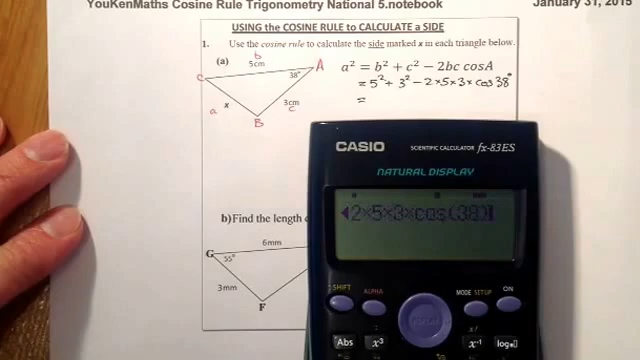 YouKenMaths Cosine Rule Trigonometry National 5.notebook
January 31, 2015
USING the COSINE RULE to CALCULATE a SIDE
1. Use the cosine rule to calculate the side marked x in each triangle below.
(a)
b
5cm
A
38°
C
a
x
3cm
c
B
a² = b² + c² − 2bc cosA
= 5² + 3² − 2×5×3×cos38°
=
b)Find the length
6mm
G
55°
3mm
F
CASIO
SCIENTIFIC CALCULATOR fx-83ES
NATURAL DISPLAY
2×5×3×cos(38)
SHIFT
ALPHA
REPLAY
MODE SETUP
ON
Abs
x³
x!
x⁻¹
log